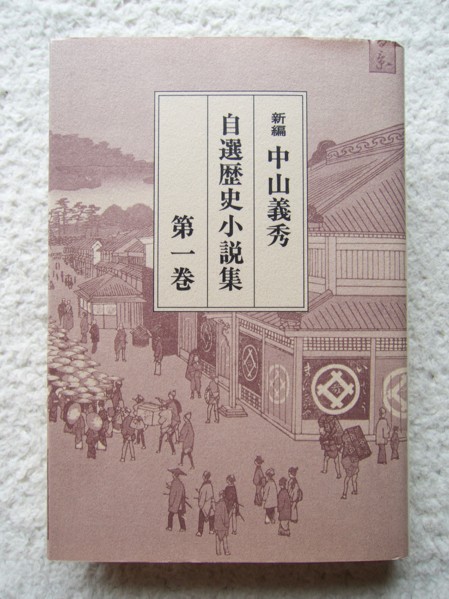 新編 中山義秀
自選歴史小説集
第一巻